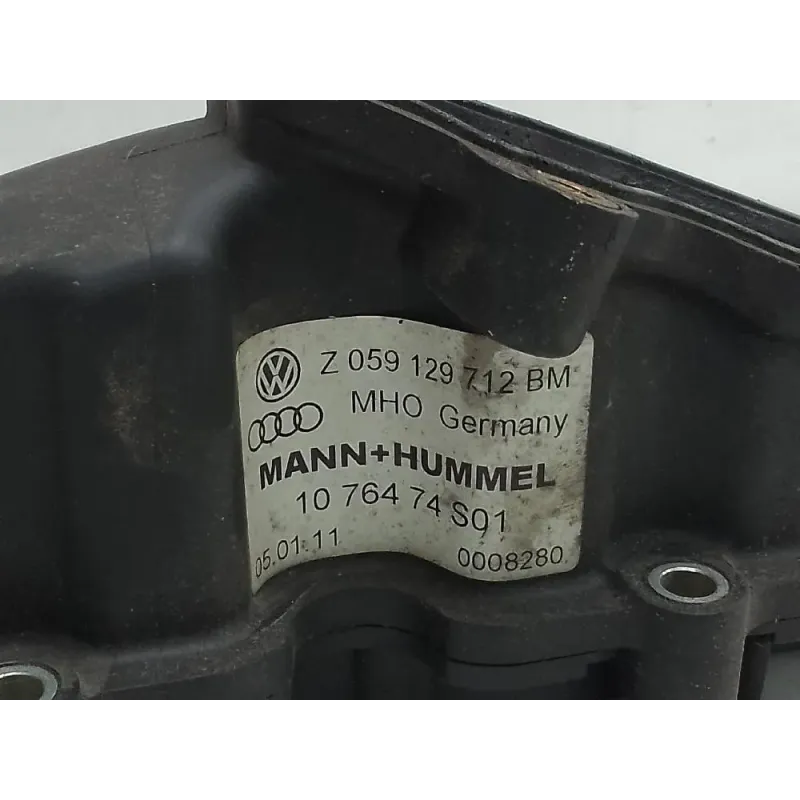 Z 059 129 712 BM
MHO Germany
MANN+HUMMEL
10 764 74 S01
05.01.11 0008280